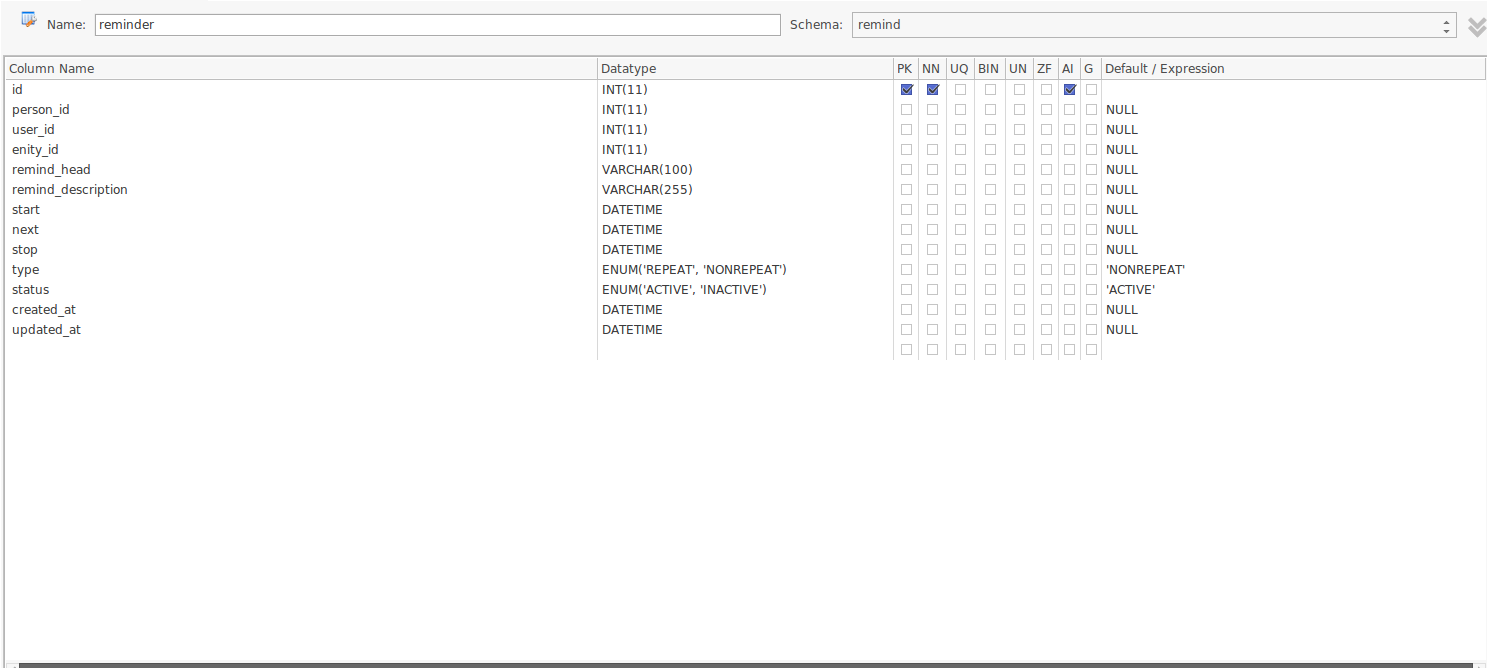 Name: reminder Schema: remind
Column Name Datatype PK NN UQ BIN UN ZF AI G Default / Expression
id INT(11)
person_id INT(11) NULL
user_id INT(11) NULL
enity_id INT(11) NULL
remind_head VARCHAR(100) NULL
remind_description VARCHAR(255) NULL
start DATETIME NULL
next DATETIME NULL
stop DATETIME NULL
type ENUM('REPEAT', 'NONREPEAT') 'NONREPEAT'
status ENUM('ACTIVE', 'INACTIVE') 'ACTIVE'
created_at DATETIME NULL
updated_at DATETIME NULL